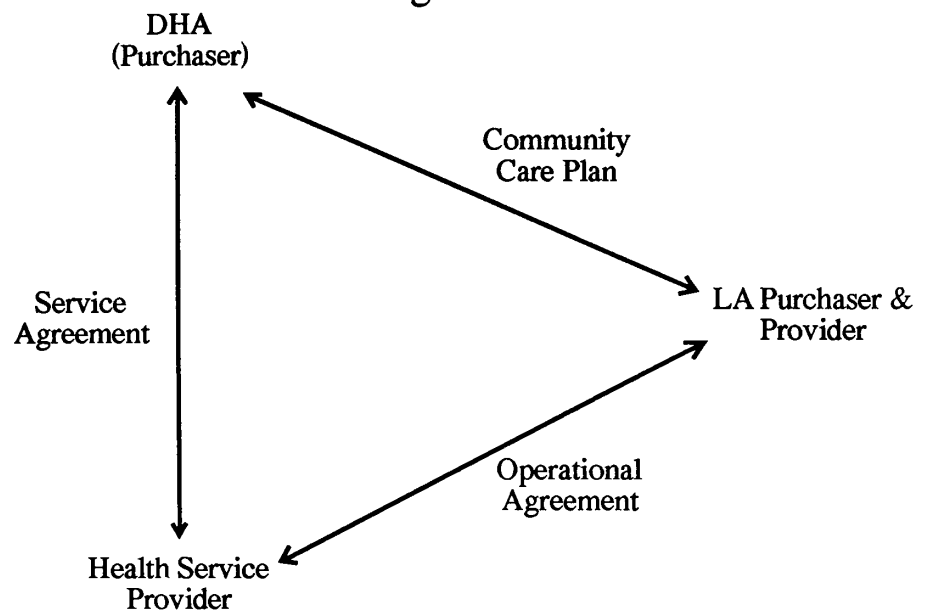 DHA
(Purchaser)
Community
Care Plan
Service
Agreement
LA Purchaser &
Provider
Operational
Agreement
Health Service
Provider